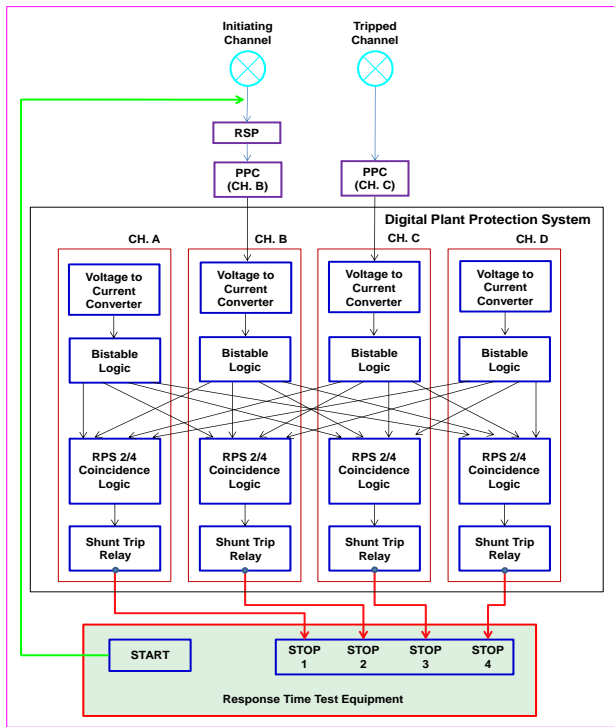 Initiating
Channel
Tripped
Channel
RSP
PPC
(CH. B)
PPC
(CH. C)
Digital Plant Protection System
CH. A
CH. B
CH. C
CH. D
Voltage to
Current
Converter
Voltage to
Current
Converter
Voltage to
Current
Converter
Voltage to
Current
Converter
Bistable
Logic
Bistable
Logic
Bistable
Logic
Bistable
Logic
RPS 2/4
Coincidence
Logic
RPS 2/4
Coincidence
Logic
RPS 2/4
Coincidence
Logic
RPS 2/4
Coincidence
Logic
Shunt Trip
Relay
Shunt Trip
Relay
Shunt Trip
Relay
Shunt Trip
Relay
START
STOP
1
STOP
2
STOP
3
STOP
4
Response Time Test Equipment